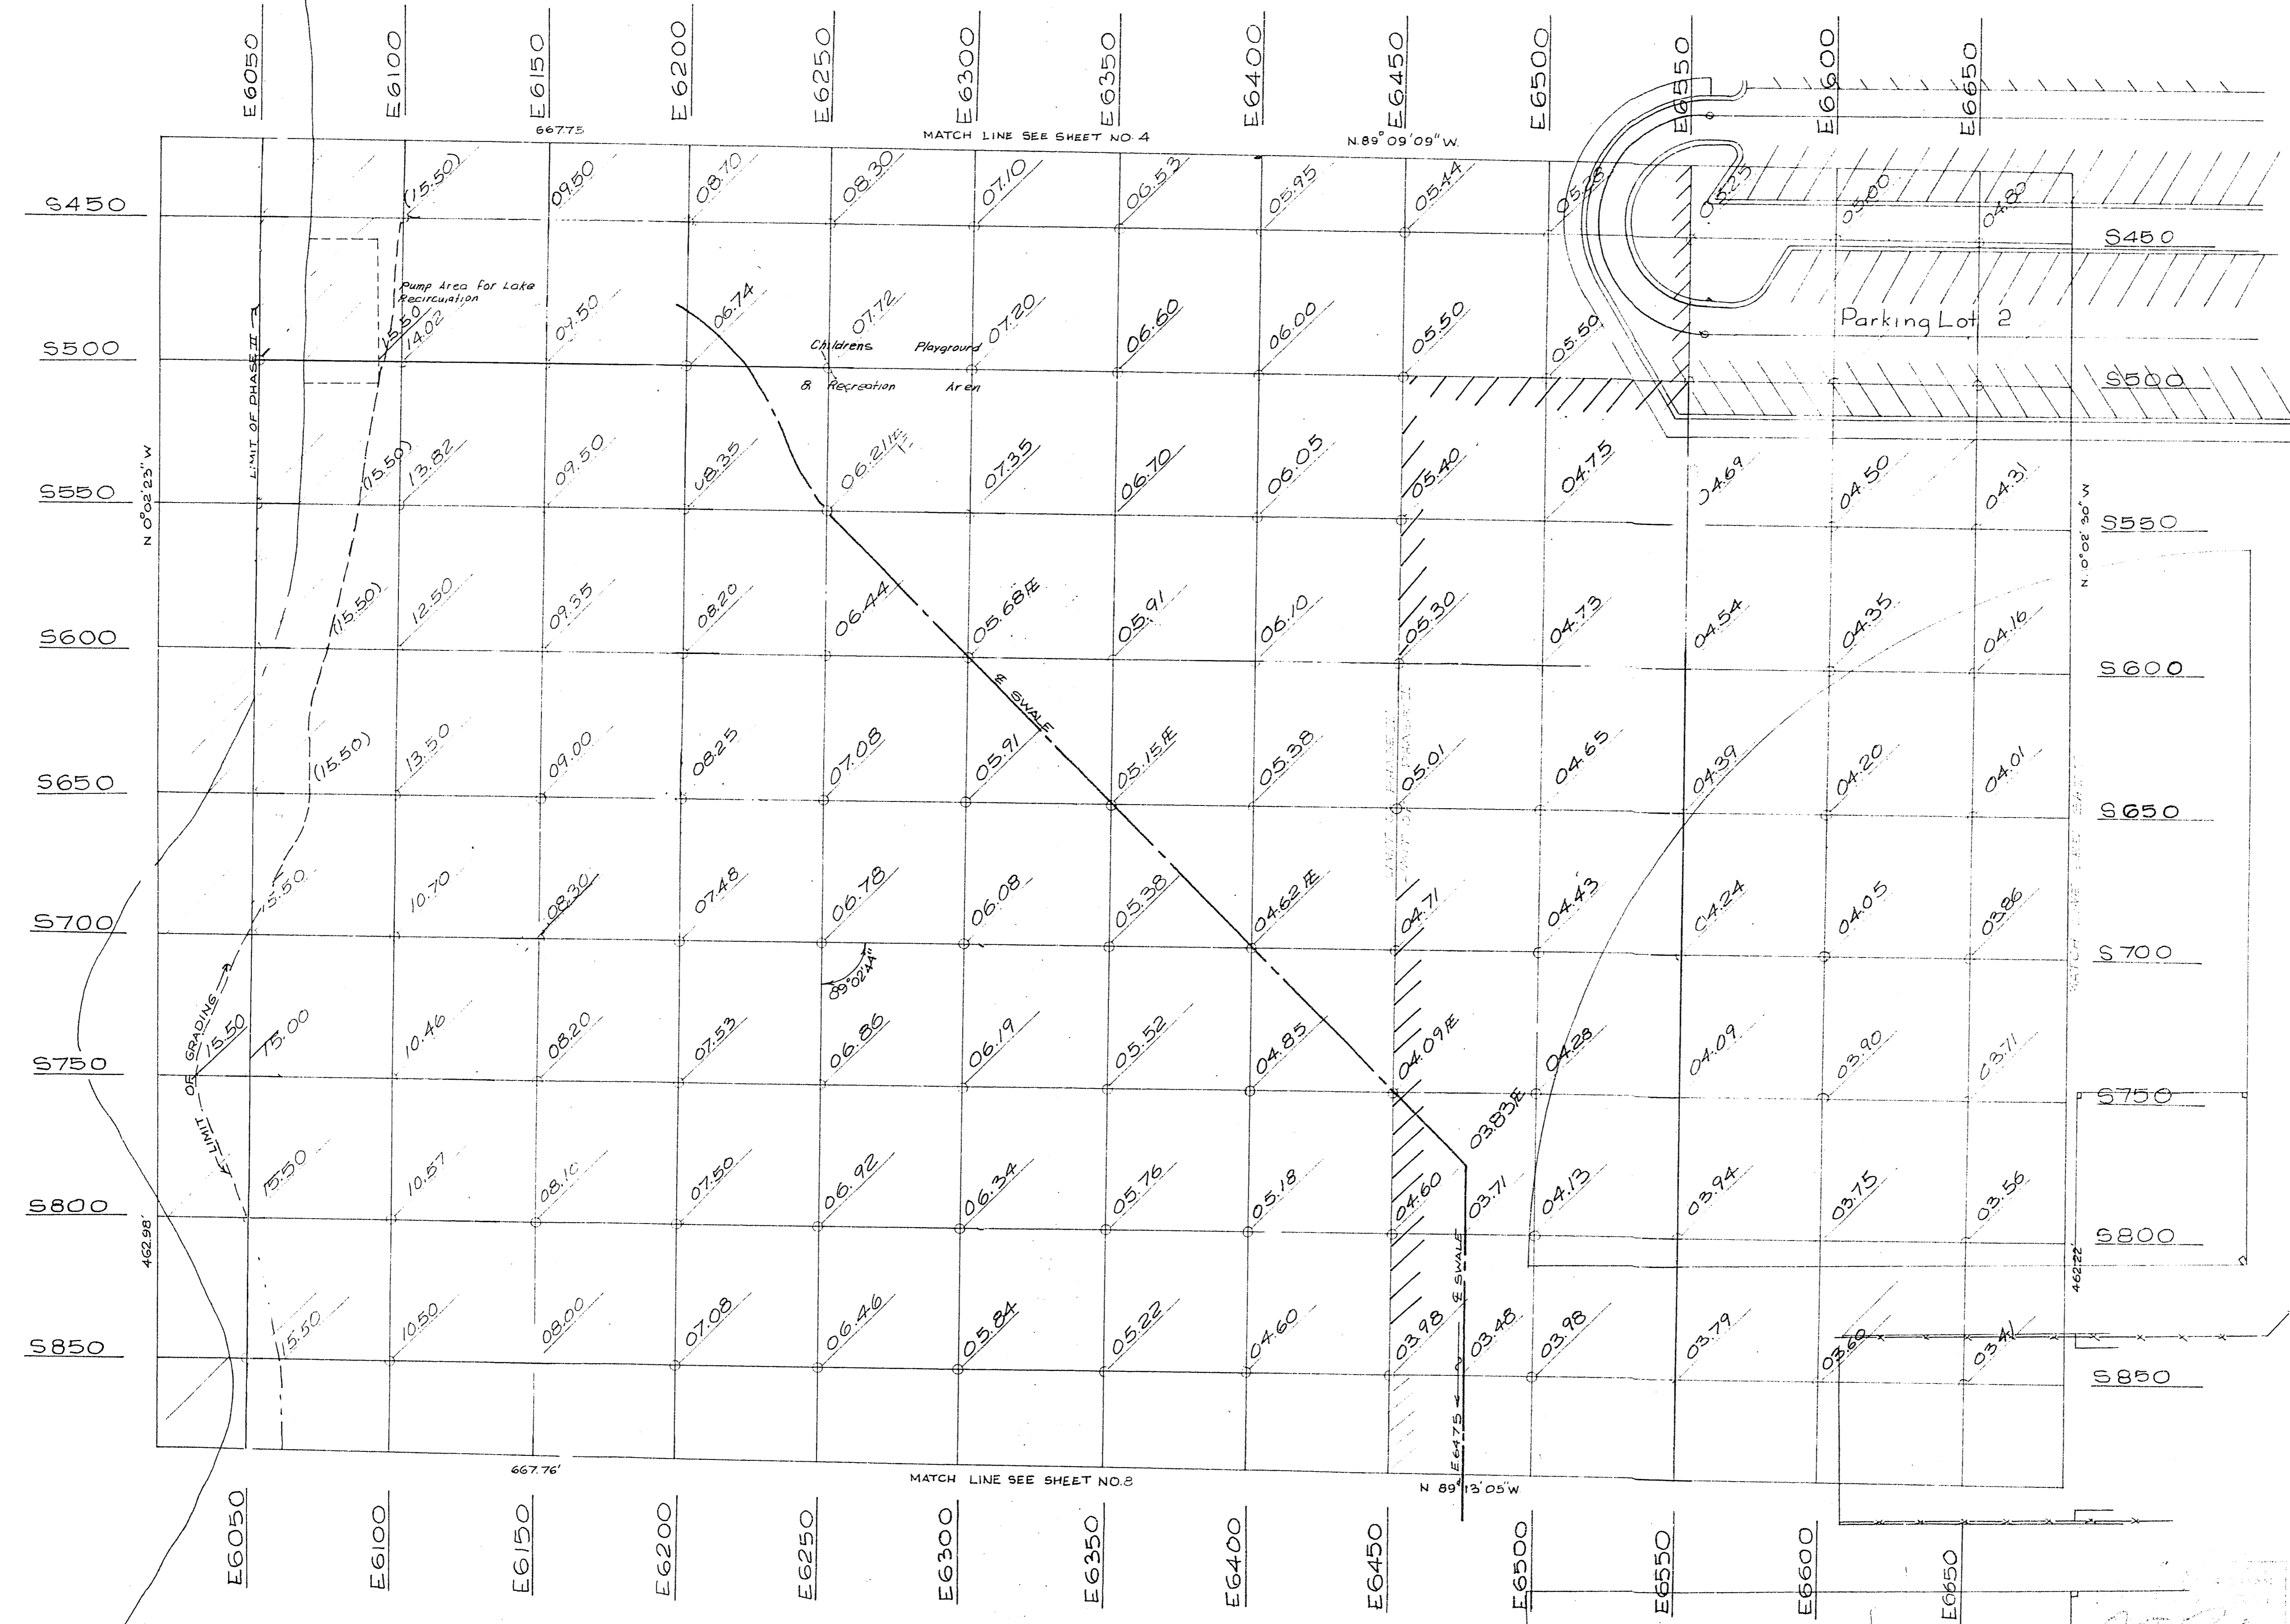 E6050 E6100 E6150 E6200 E6250 E6300 E6350 E6400 E6450 E6500 E6550 E6600 E6650
667.75 MATCH LINE SEE SHEET NO. 4 N.89°09'09"W.
(15.50) 09.50 08.70 08.30 07.10 06.53 05.95 05.44 05.25 05.00 04.80
S450 S450
Pump Area for Lake
Recirculation
15.50 14.02 09.50 06.74 07.72 07.20 06.60 06.00 05.50 05.50
Parking Lot 2
Childrens Playground
S500 S500
& Recreation Area
LIMIT OF PHASE II
(15.50) 13.82 09.50 08.35 06.21 07.35 06.70 06.05 05.40 04.75 04.69 04.50 04.31
S550 S550
N 0°02'23" W
N. 0°02'30" W
(15.50) 12.50 09.35 08.20 06.44 05.68 ℄ 05.91 06.10 05.30 04.73 04.54 04.35 04.16
S600 S600
℄ SWALE
(15.50) 13.50 09.00 08.25 07.08 05.91 05.15 ℄ 05.38 05.01 04.65 04.39 04.20 04.01
S650 S650
15.50 10.70 08.30 07.48 06.78 06.08 05.38 04.62 ℄ 04.71 04.43 04.24 04.05 03.86
S700 S700
89°02'44"
LIMIT OF GRADING
15.50 15.00 10.46 08.20 07.53 06.86 06.19 05.52 04.85 04.09 ℄ 04.28 04.09 03.90 03.71
S750 S750
03.83 ℄
15.50 10.57 08.10 07.50 06.92 06.34 05.76 05.18 04.60 03.71 04.13 03.94 03.75 03.56
S800 S800
462.98'
462.22'
℄ SWALE
15.50 10.50 08.00 07.08 06.46 05.84 05.22 04.60 03.98 03.48 03.98 03.79 03.60 03.41
S850 S850
E6475
667.76' MATCH LINE SEE SHEET NO.8 N 89°13'05"W
E6050 E6100 E6150 E6200 E6250 E6300 E6350 E6400 E6450 E6500 E6550 E6600 E6650